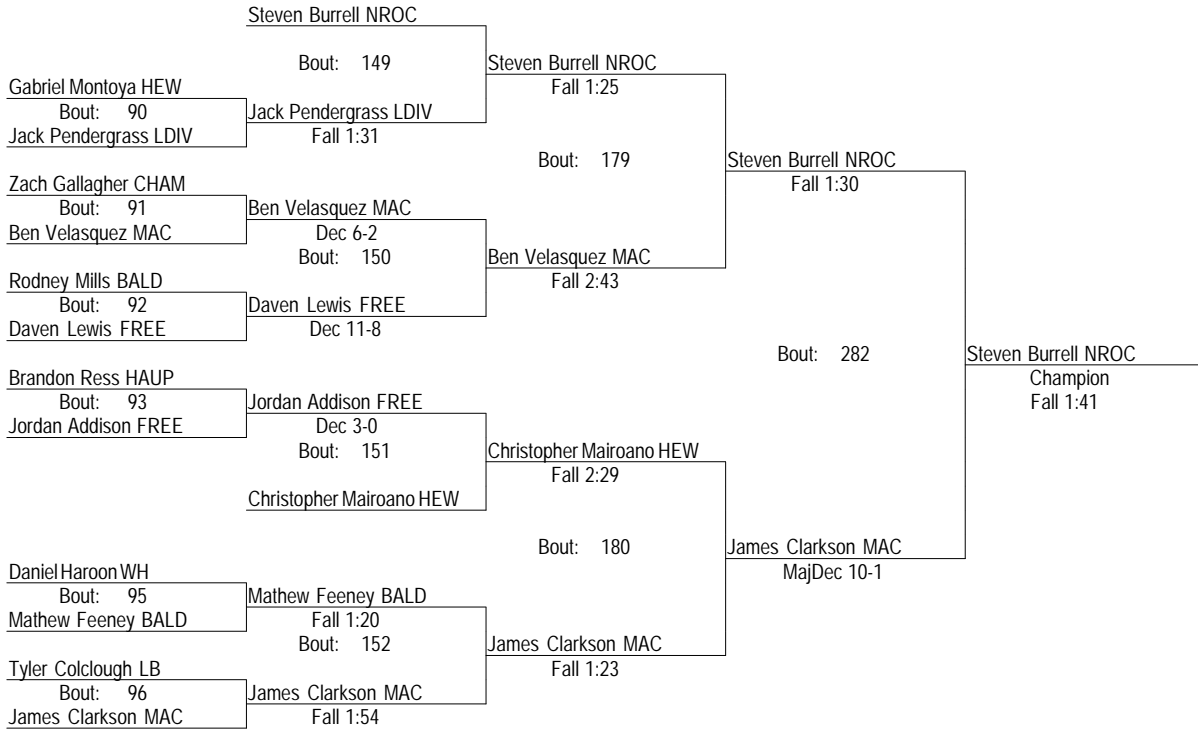 Steven Burrell NROC
Bout: 149
Steven Burrell NROC
Fall 1:25
Gabriel Montoya HEW
Bout: 90
Jack Pendergrass LDIV
Jack Pendergrass LDIV
Fall 1:31
Bout: 179
Steven Burrell NROC
Fall 1:30
Zach Gallagher CHAM
Bout: 91
Ben Velasquez MAC
Ben Velasquez MAC
Dec 6-2
Bout: 150
Ben Velasquez MAC
Fall 2:43
Rodney Mills BALD
Bout: 92
Daven Lewis FREE
Daven Lewis FREE
Dec 11-8
Bout: 282
Steven Burrell NROC
Champion
Fall 1:41
Brandon Ress HAUP
Bout: 93
Jordan Addison FREE
Jordan Addison FREE
Dec 3-0
Bout: 151
Christopher Mairoano HEW
Fall 2:29
Christopher Mairoano HEW
Bout: 180
James Clarkson MAC
MajDec 10-1
Daniel Haroon WH
Bout: 95
Mathew Feeney BALD
Mathew Feeney BALD
Fall 1:20
Bout: 152
James Clarkson MAC
Fall 1:23
Tyler Colclough LB
Bout: 96
James Clarkson MAC
James Clarkson MAC
Fall 1:54